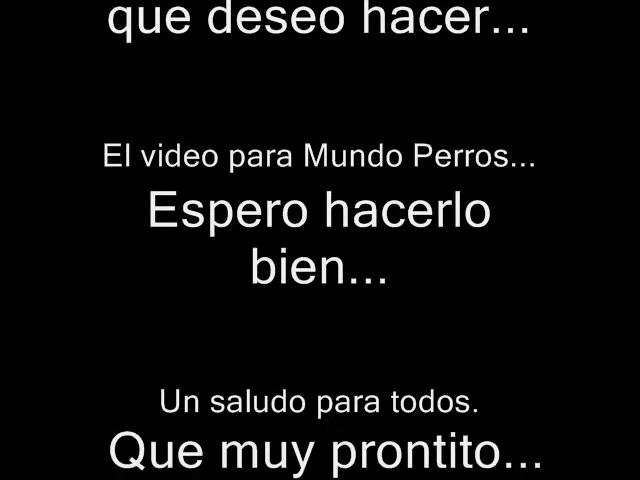 que deseo hacer...
El video para Mundo Perros...
Espero hacerlo
bien...
Un saludo para todos.
Que muy prontito...